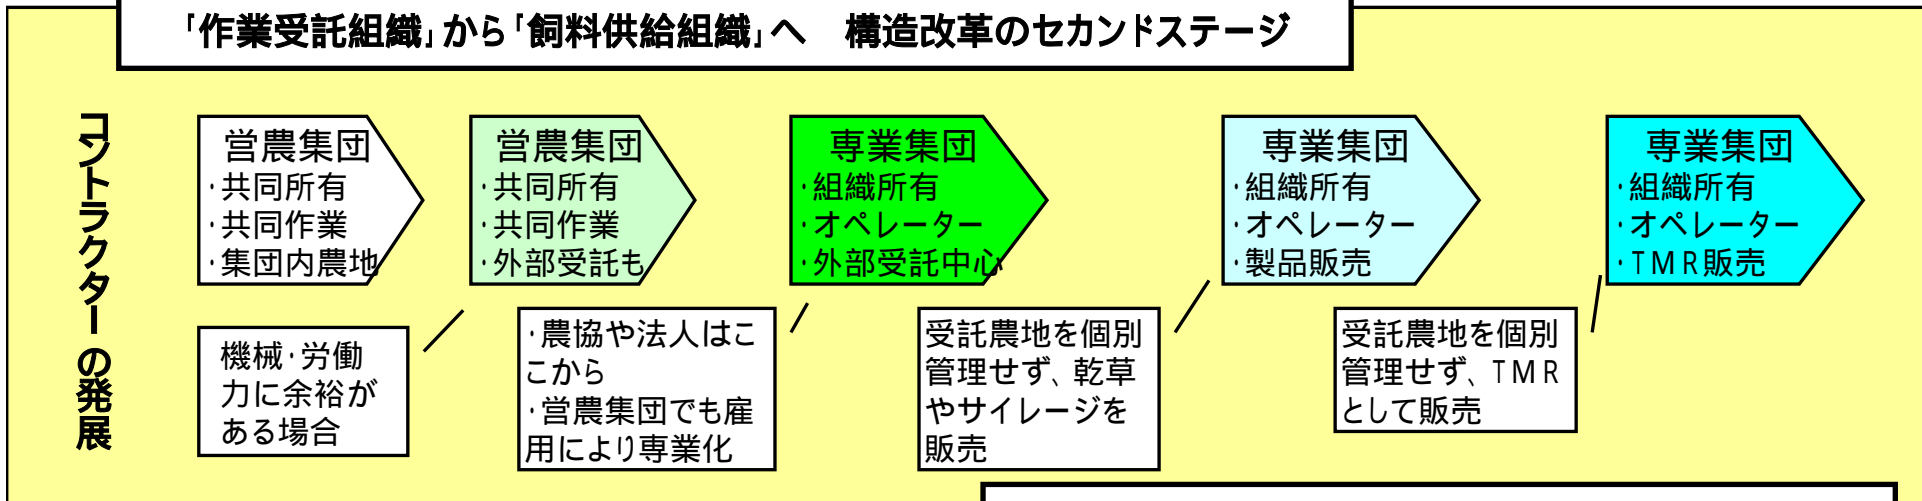 「作業受託組織」から「飼料供給組織」へ　構造改革のセカンドステージ
コントラクターの発展
営農集団
・共同所有
・共同作業
・集団内農地
営農集団
・共同所有
・共同作業
・外部受託も
専業集団
・組織所有
・オペレーター
・外部受託中心
専業集団
・組織所有
・オペレーター
・製品販売
専業集団
・組織所有
・オペレーター
・TMR販売
機械・労働
力に余裕が
ある場合
・農協や法人はこ
こから
・営農集団でも雇
用により専業化
受託農地を個別
管理せず、乾草
やサイレージを
販売
受託農地を個別
管理せず、TMR
として販売